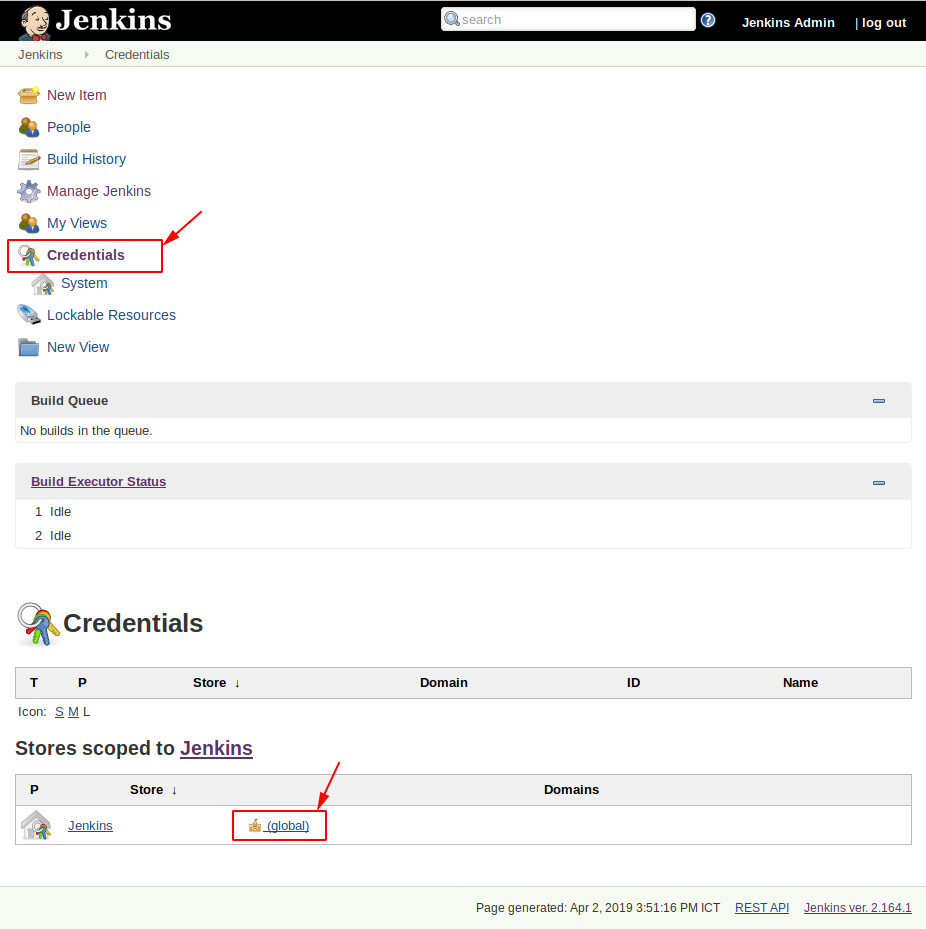 Jenkins search Jenkins Admin | log out
Jenkins Credentials
New Item
People
Build History
Manage Jenkins
My Views
Credentials
System
Lockable Resources
New View
Build Queue
No builds in the queue.
Build Executor Status
1 Idle
2 Idle
Credentials
T P Store ↓ Domain ID Name
Icon: S M L
Stores scoped to Jenkins
P Store ↓ Domains
Jenkins (global)
Page generated: Apr 2, 2019 3:51:16 PM ICT REST API Jenkins ver. 2.164.1